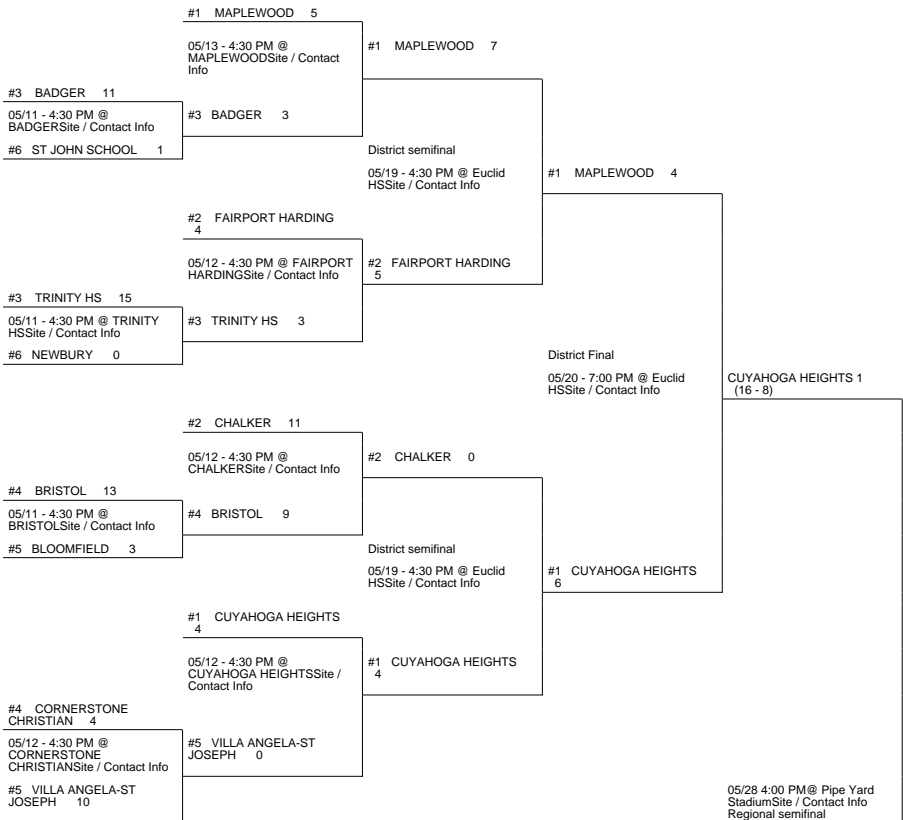 #1 MAPLEWOOD 5
05/13 - 4:30 PM @
MAPLEWOODSite / Contact
Info
#1 MAPLEWOOD 7
#3 BADGER 11
05/11 - 4:30 PM @
BADGERSite / Contact Info
#6 ST JOHN SCHOOL 1
#3 BADGER 3
District semifinal
05/19 - 4:30 PM @ Euclid
HSSite / Contact Info
#1 MAPLEWOOD 4
#2 FAIRPORT HARDING
4
05/12 - 4:30 PM @ FAIRPORT
HARDINGSite / Contact Info
#2 FAIRPORT HARDING
5
#3 TRINITY HS 15
05/11 - 4:30 PM @ TRINITY
HSSite / Contact Info
#6 NEWBURY 0
#3 TRINITY HS 3
District Final
05/20 - 7:00 PM @ Euclid
HSSite / Contact Info
CUYAHOGA HEIGHTS 1
(16 - 8)
#2 CHALKER 11
05/12 - 4:30 PM @
CHALKERSite / Contact Info
#2 CHALKER 0
#4 BRISTOL 13
05/11 - 4:30 PM @
BRISTOLSite / Contact Info
#5 BLOOMFIELD 3
#4 BRISTOL 9
District semifinal
05/19 - 4:30 PM @ Euclid
HSSite / Contact Info
#1 CUYAHOGA HEIGHTS
6
#1 CUYAHOGA HEIGHTS
4
05/12 - 4:30 PM @
CUYAHOGA HEIGHTSSite /
Contact Info
#1 CUYAHOGA HEIGHTS
4
#4 CORNERSTONE
CHRISTIAN 4
05/12 - 4:30 PM @
CORNERSTONE
CHRISTIANSite / Contact Info
#5 VILLA ANGELA-ST
JOSEPH 10
#5 VILLA ANGELA-ST
JOSEPH 0
05/28 4:00 PM@ Pipe Yard
StadiumSite / Contact Info
Regional semifinal